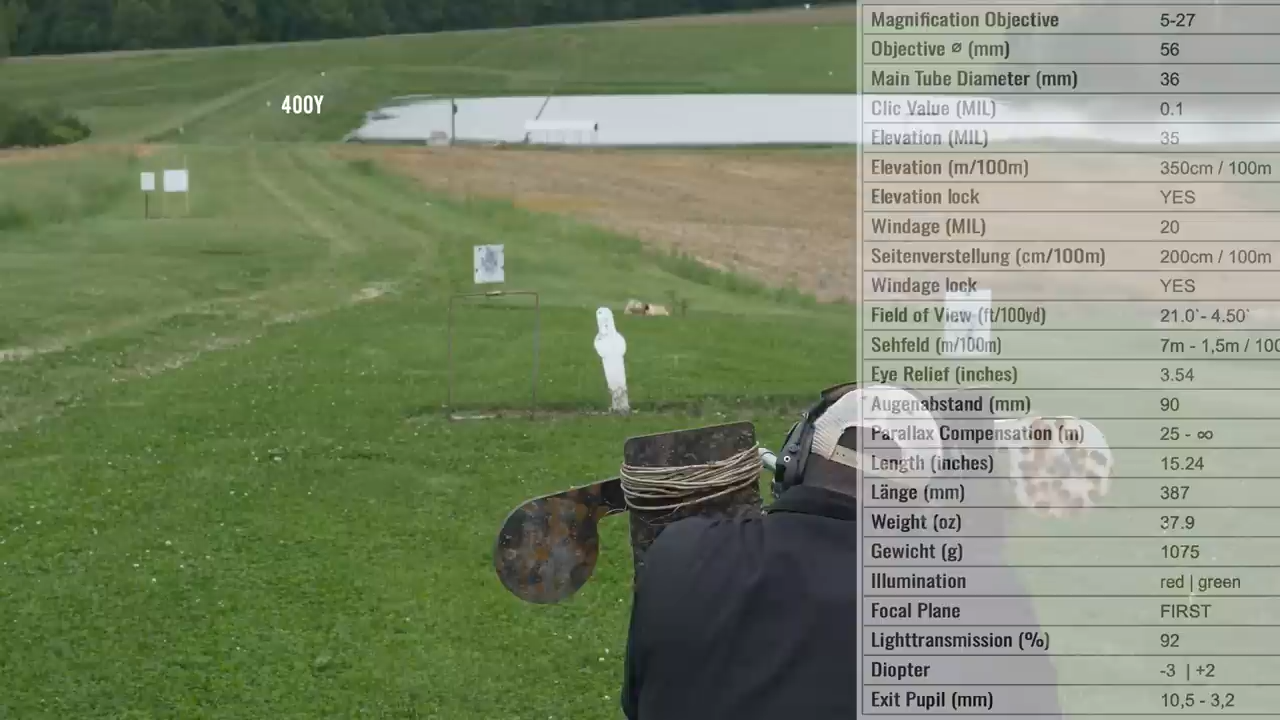 400Y
Magnification Objective 5-27
Objective ⌀ (mm) 56
Main Tube Diameter (mm) 36
Clic Value (MIL) 0.1
Elevation (MIL) 35
Elevation (m/100m) 350cm / 100m
Elevation lock YES
Windage (MIL) 20
Seitenverstellung (cm/100m) 200cm / 100m
Windage lock YES
Field of View (ft/100yd) 21.0`- 4.50`
Sehfeld (m/100m) 7m - 1,5m / 100
Eye Relief (inches) 3.54
Augenabstand (mm) 90
Parallax Compensation (m) 25 - ∞
Length (inches) 15.24
Länge (mm) 387
Weight (oz) 37.9
Gewicht (g) 1075
Illumination red | green
Focal Plane FIRST
Lighttransmission (%) 92
Diopter -3 | +2
Exit Pupil (mm) 10,5 - 3,2